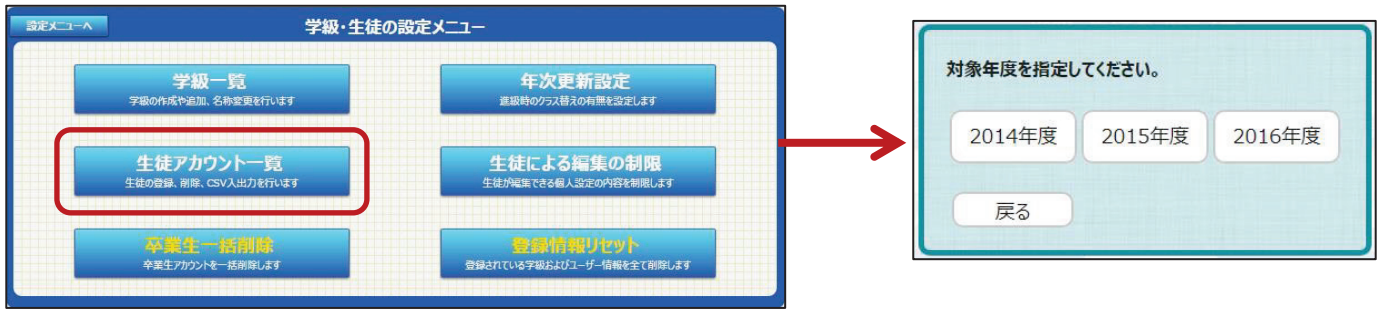 設定メニューへ
学級・生徒の設定メニュー
学級一覧
学級の作成や追加、名称変更を行います
年次更新設定
進級時のクラス替えの有無を設定します
生徒アカウント一覧
生徒の登録、削除、CSV入出力を行います
生徒による編集の制限
生徒が編集できる個人設定の内容を制限します
卒業生一括削除
卒業生アカウントを一括削除します
登録情報リセット
登録されている学級およびユーザー情報を全て削除します
対象年度を指定してください。
2014年度 2015年度 2016年度
戻る